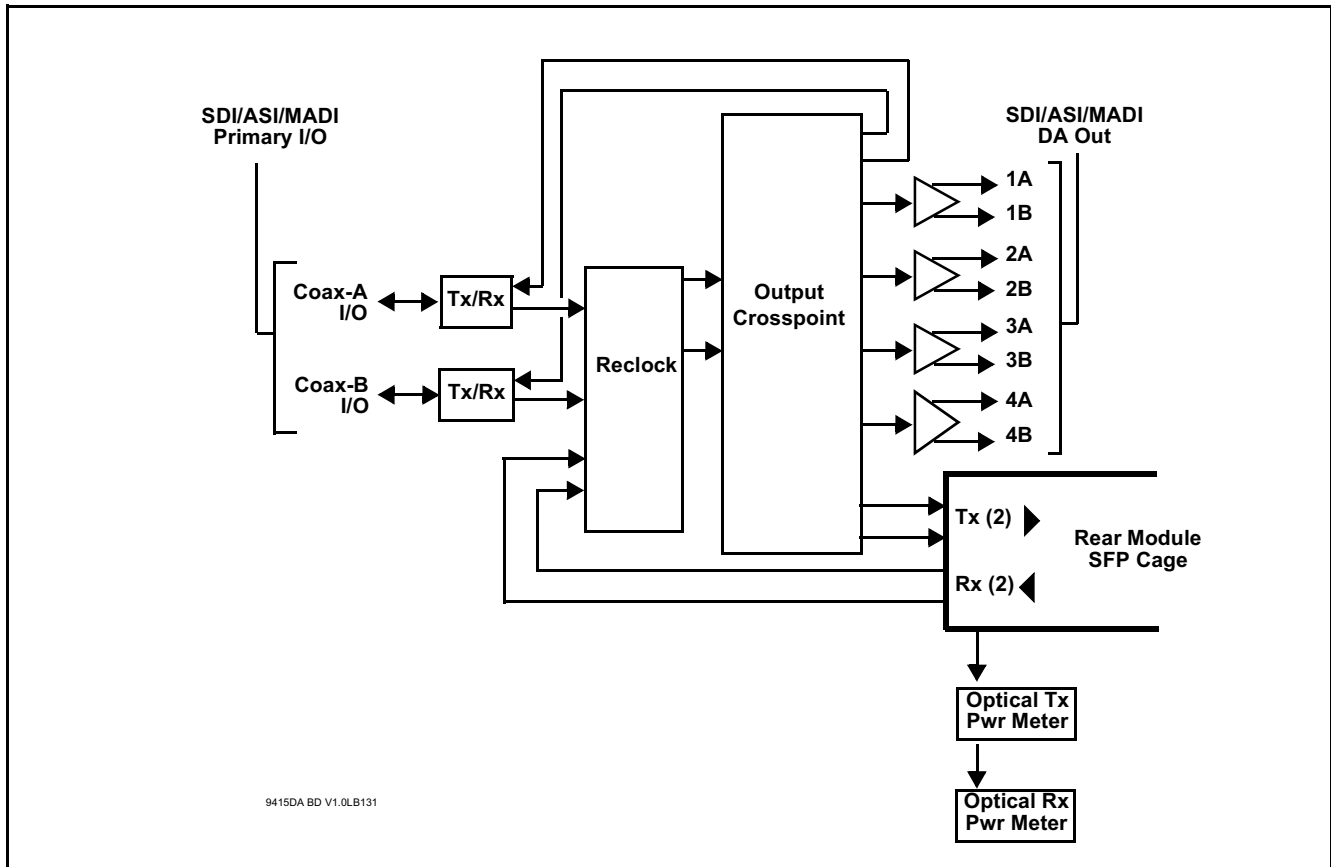 SDI/ASI/MADI
Primary I/O
SDI/ASI/MADI
DA Out
1A
1B
2A
2B
3A
3B
4A
4B
Coax-A
I/O
Tx/Rx
Coax-B
I/O
Tx/Rx
Reclock
Output
Crosspoint
Tx (2)
Rx (2)
Rear Module
SFP Cage
Optical Tx
Pwr Meter
Optical Rx
Pwr Meter
9415DA BD V1.0LB131